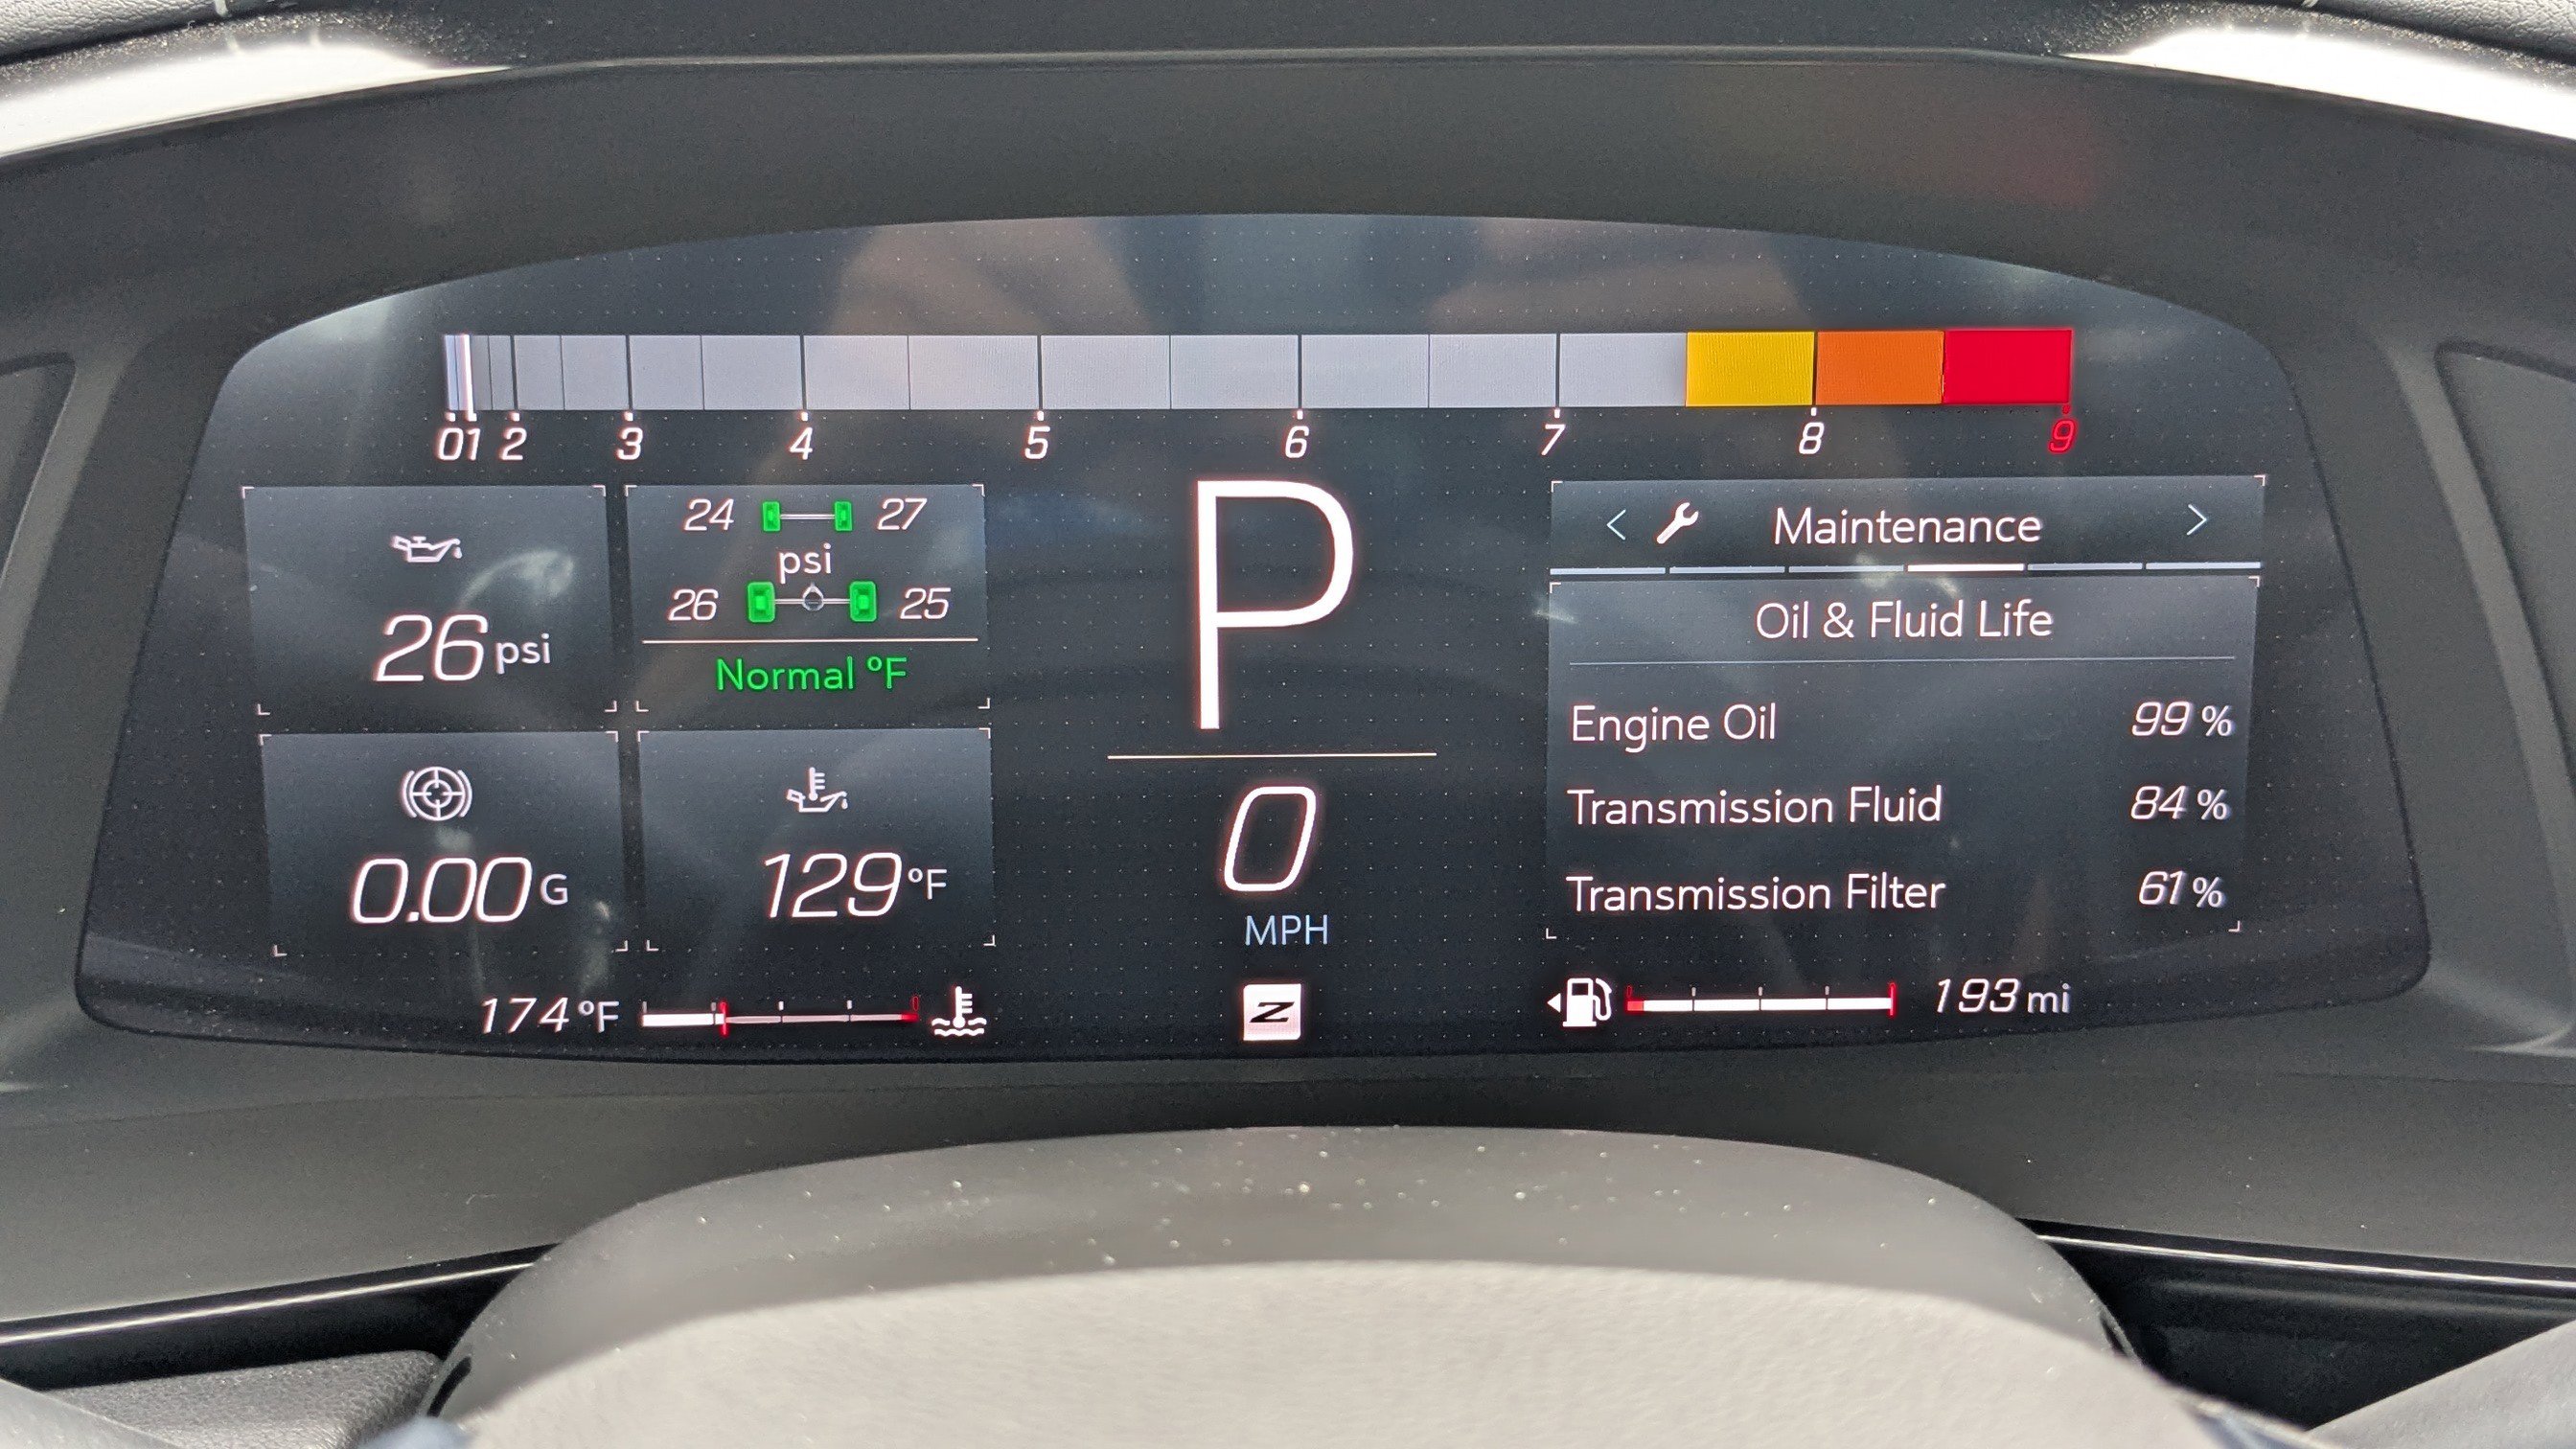 0 1 2 3 4 5 6 7 8 9
26 psi
24 27
psi
26 25
Normal °F
0.00 G
129 °F
174 °F
P
0
MPH
Z
Maintenance
Oil & Fluid Life
Engine Oil 99 %
Transmission Fluid 84 %
Transmission Filter 61 %
193 mi